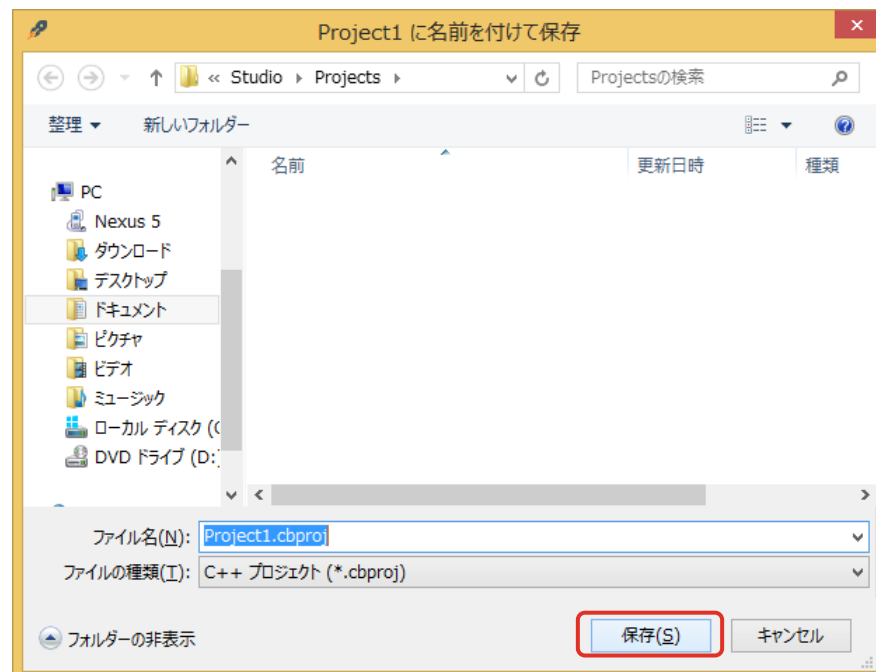 Project1 に名前を付けて保存
« Studio Projects
Projectsの検索
整理 新しいフォルダー
名前 更新日時 種類
PC
Nexus 5
ダウンロード
デスクトップ
ドキュメント
ピクチャ
ビデオ
ミュージック
ローカル ディスク (C
DVD ドライブ (D:
ファイル名(N): Project1.cbproj
ファイルの種類(T): C++ プロジェクト (*.cbproj)
フォルダーの非表示 保存(S) キャンセル